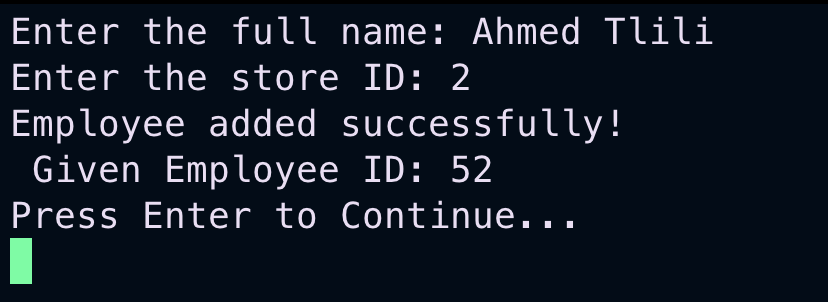 Enter the full name: Ahmed Tlili
Enter the store ID: 2
Employee added successfully!
 Given Employee ID: 52
Press Enter to Continue...